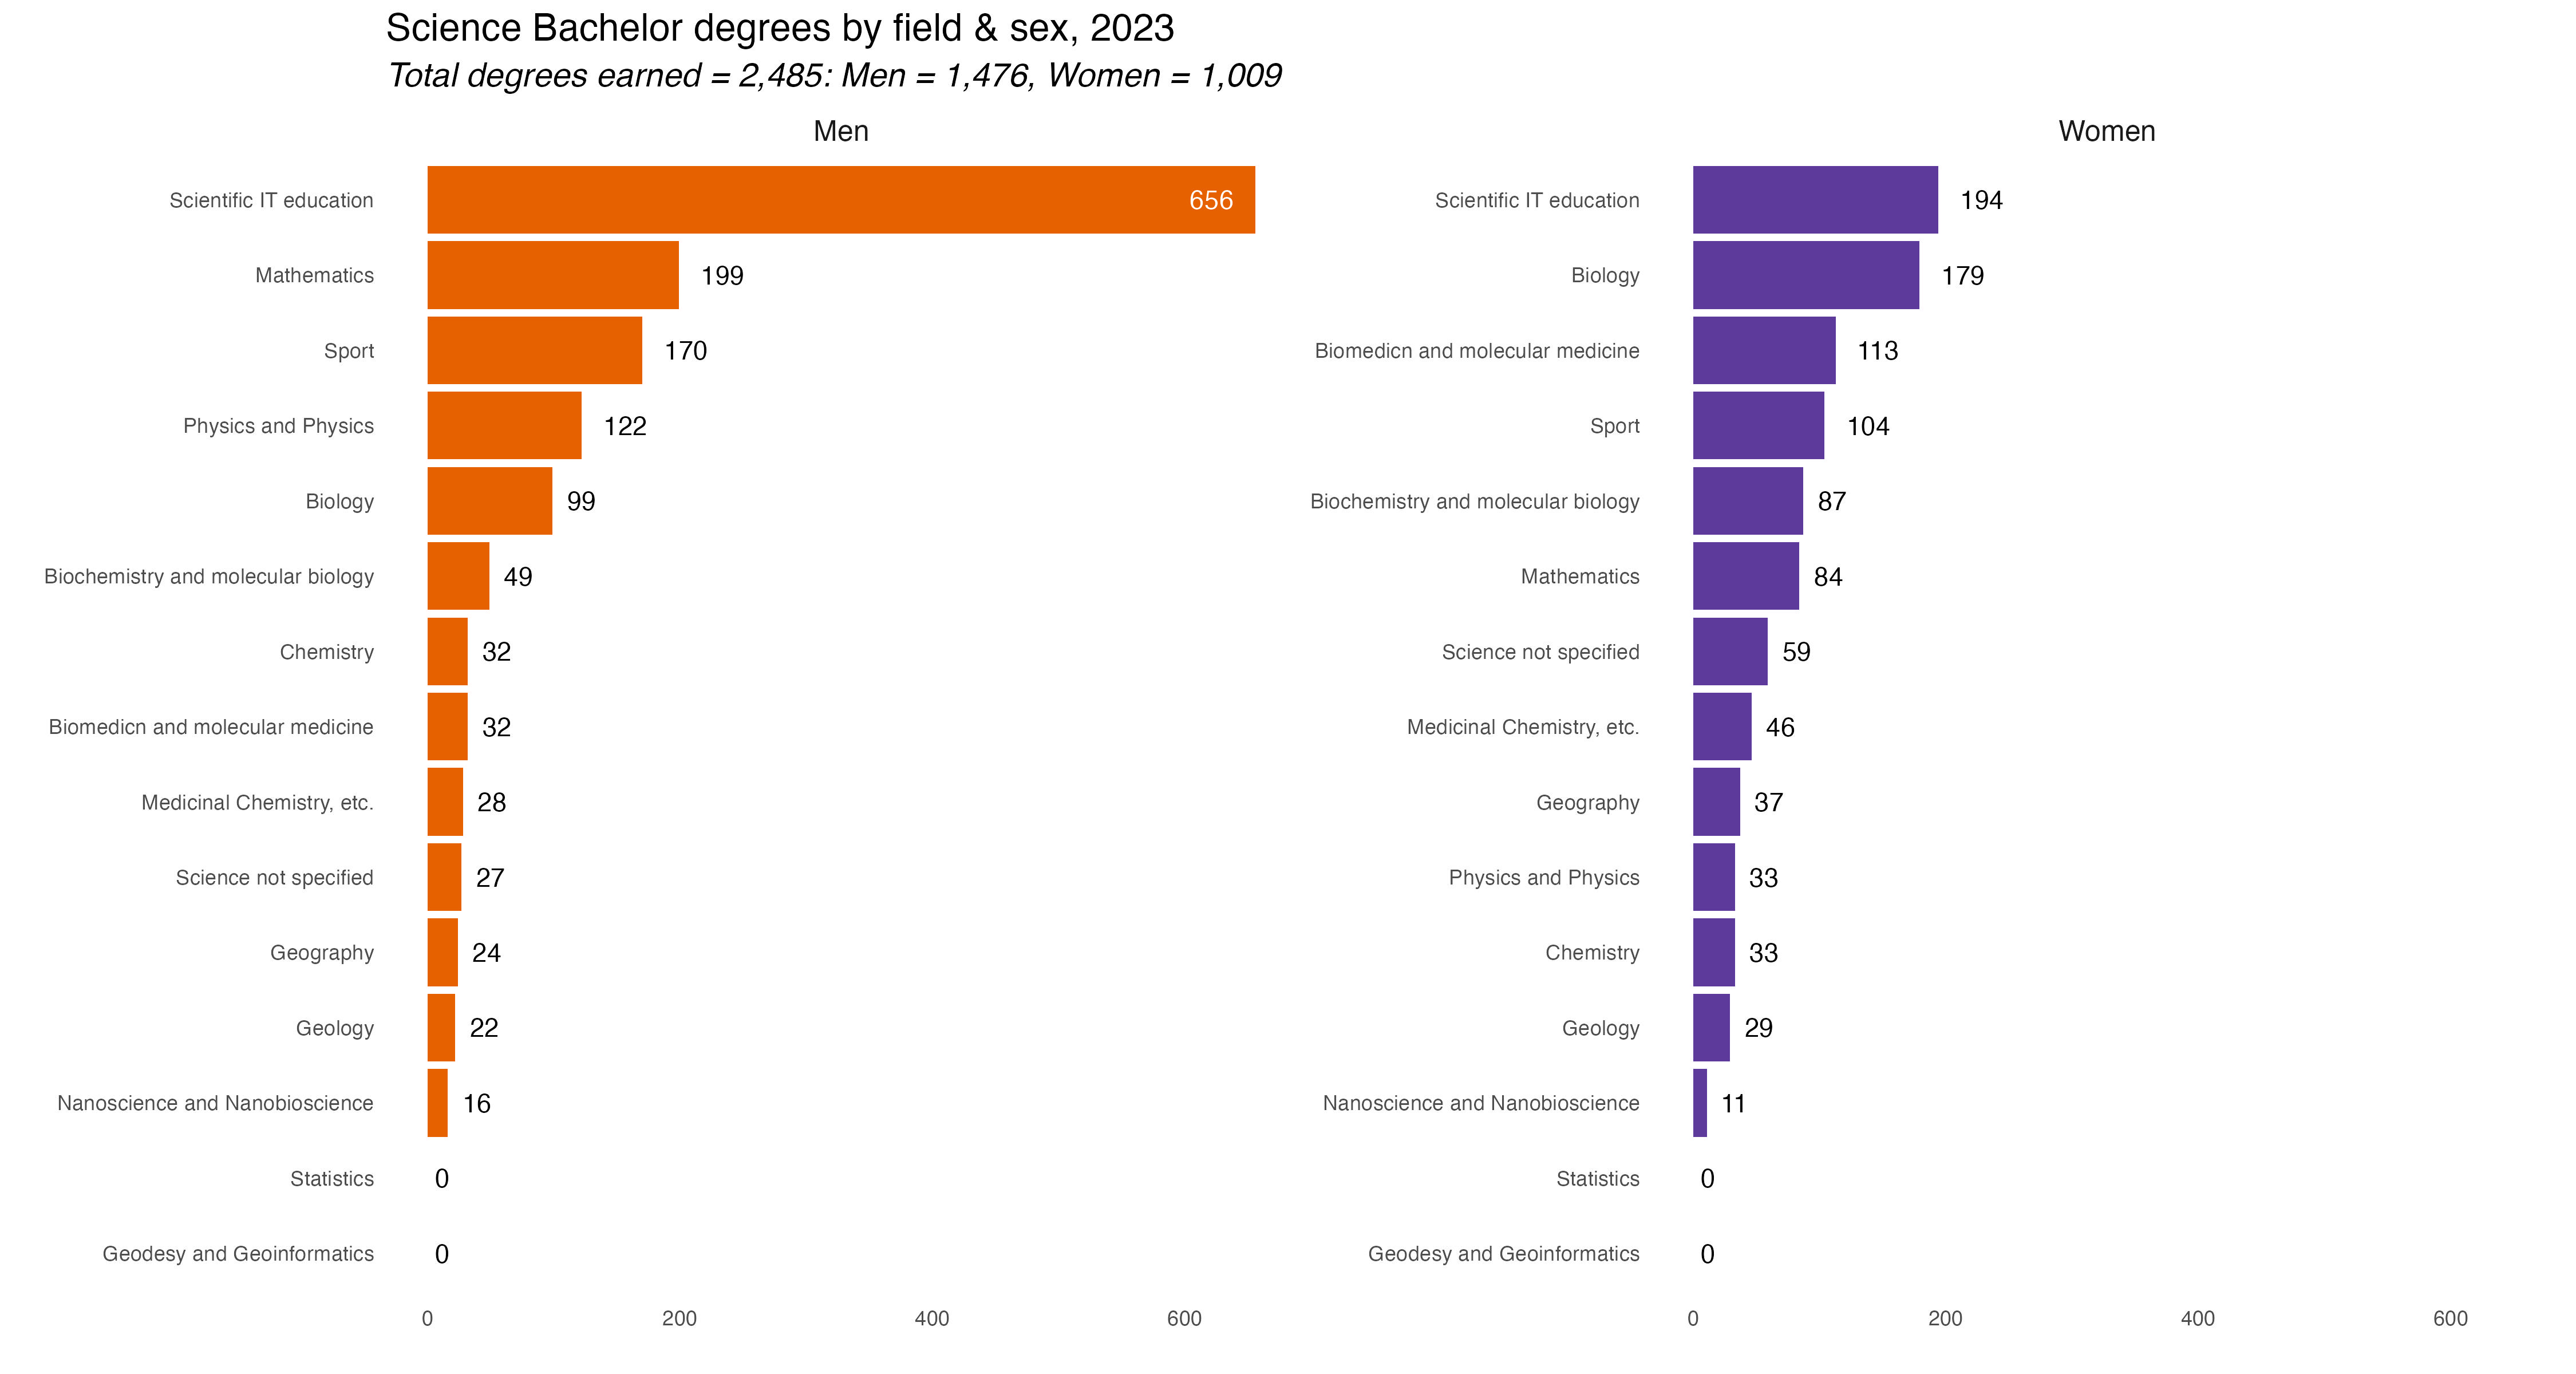 Science Bachelor degrees by field & sex, 2023
Total degrees earned = 2,485: Men = 1,476, Women = 1,009
Men
Scientific IT education 656
Mathematics 199
Sport 170
Physics and Physics 122
Biology 99
Biochemistry and molecular biology 49
Chemistry 32
Biomedicn and molecular medicine 32
Medicinal Chemistry, etc. 28
Science not specified 27
Geography 24
Geology 22
Nanoscience and Nanobioscience 16
Statistics 0
Geodesy and Geoinformatics 0
0 200 400 600
Women
Scientific IT education 194
Biology 179
Biomedicn and molecular medicine 113
Sport 104
Biochemistry and molecular biology 87
Mathematics 84
Science not specified 59
Medicinal Chemistry, etc. 46
Geography 37
Physics and Physics 33
Chemistry 33
Geology 29
Nanoscience and Nanobioscience 11
Statistics 0
Geodesy and Geoinformatics 0
0 200 400 600